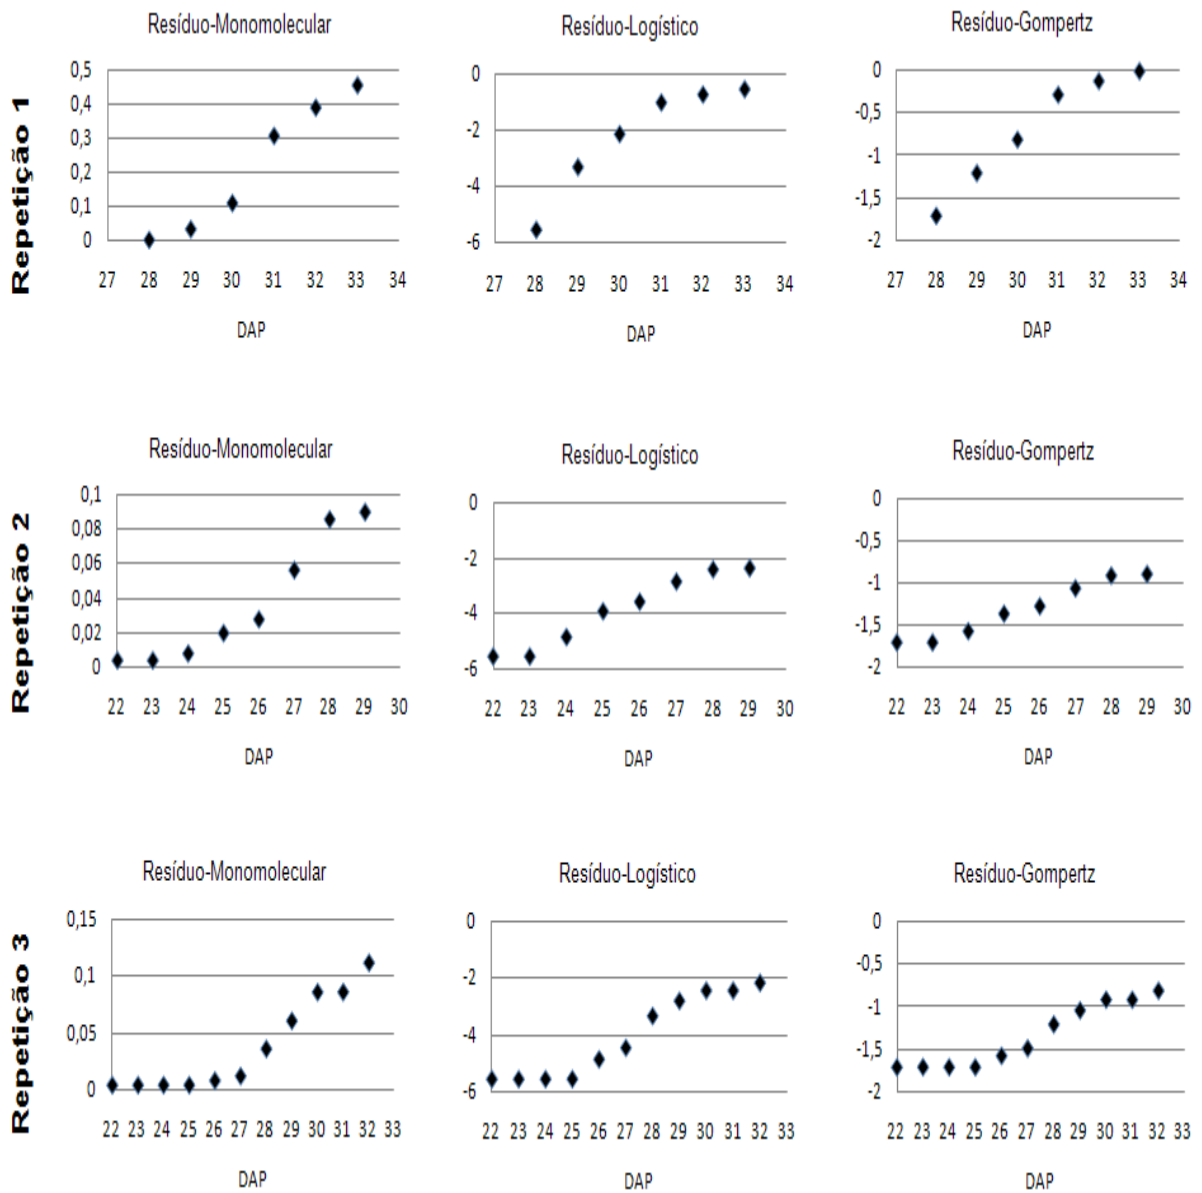 Resíduo-Monomolecular
Resíduo-Logístico
Resíduo-Gompertz
Repetição 1
0,5
0,4
0,3
0,2
0,1
0
27 28 29 30 31 32 33 34
DAP
0
-2
-4
-6
27 28 29 30 31 32 33 34
DAP
0
-0,5
-1
-1,5
-2
27 28 29 30 31 32 33 34
DAP
Resíduo-Monomolecular
Resíduo-Logístico
Resíduo-Gompertz
Repetição 2
0,1
0,08
0,06
0,04
0,02
0
22 23 24 25 26 27 28 29 30
DAP
0
-2
-4
-6
22 23 24 25 26 27 28 29 30
DAP
0
-0,5
-1
-1,5
-2
22 23 24 25 26 27 28 29 30
DAP
Resíduo-Monomolecular
Resíduo-Logístico
Resíduo-Gompertz
Repetição 3
0,15
0,1
0,05
0
22 23 24 25 26 27 28 29 30 31 32 33
DAP
0
-2
-4
-6
22 23 24 25 26 27 28 29 30 31 32 33
DAP
0
-0,5
-1
-1,5
-2
22 23 24 25 26 27 28 29 30 31 32 33
DAP